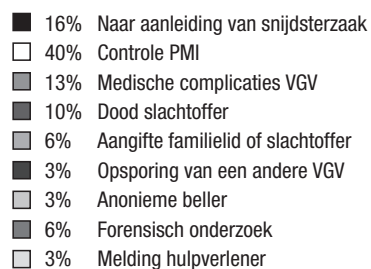 16% Naar aanleiding van snijdsterzaak
40% Controle PMI
13% Medische complicaties VGV
10% Dood slachtoffer
6% Aangifte familielid of slachtoffer
3% Opsporing van een andere VGV
3% Anonieme beller
6% Forensisch onderzoek
3% Melding hulpverlener